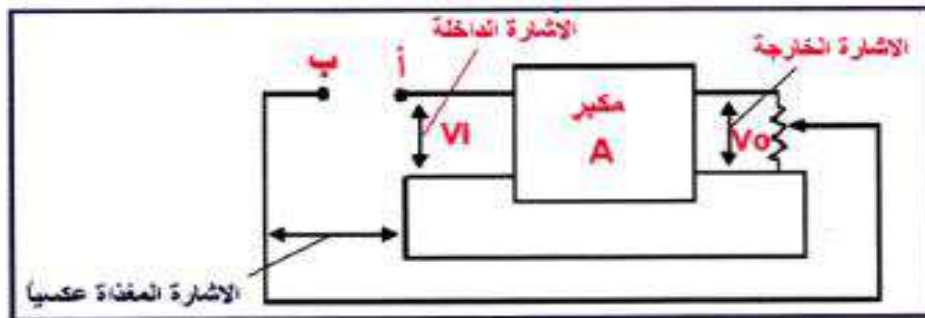 الاشارة الداخلة
الاشارة الخارجة
ب
أ
مكبر
A
Vi
Vo
الاشارة المغذاة عكسياً